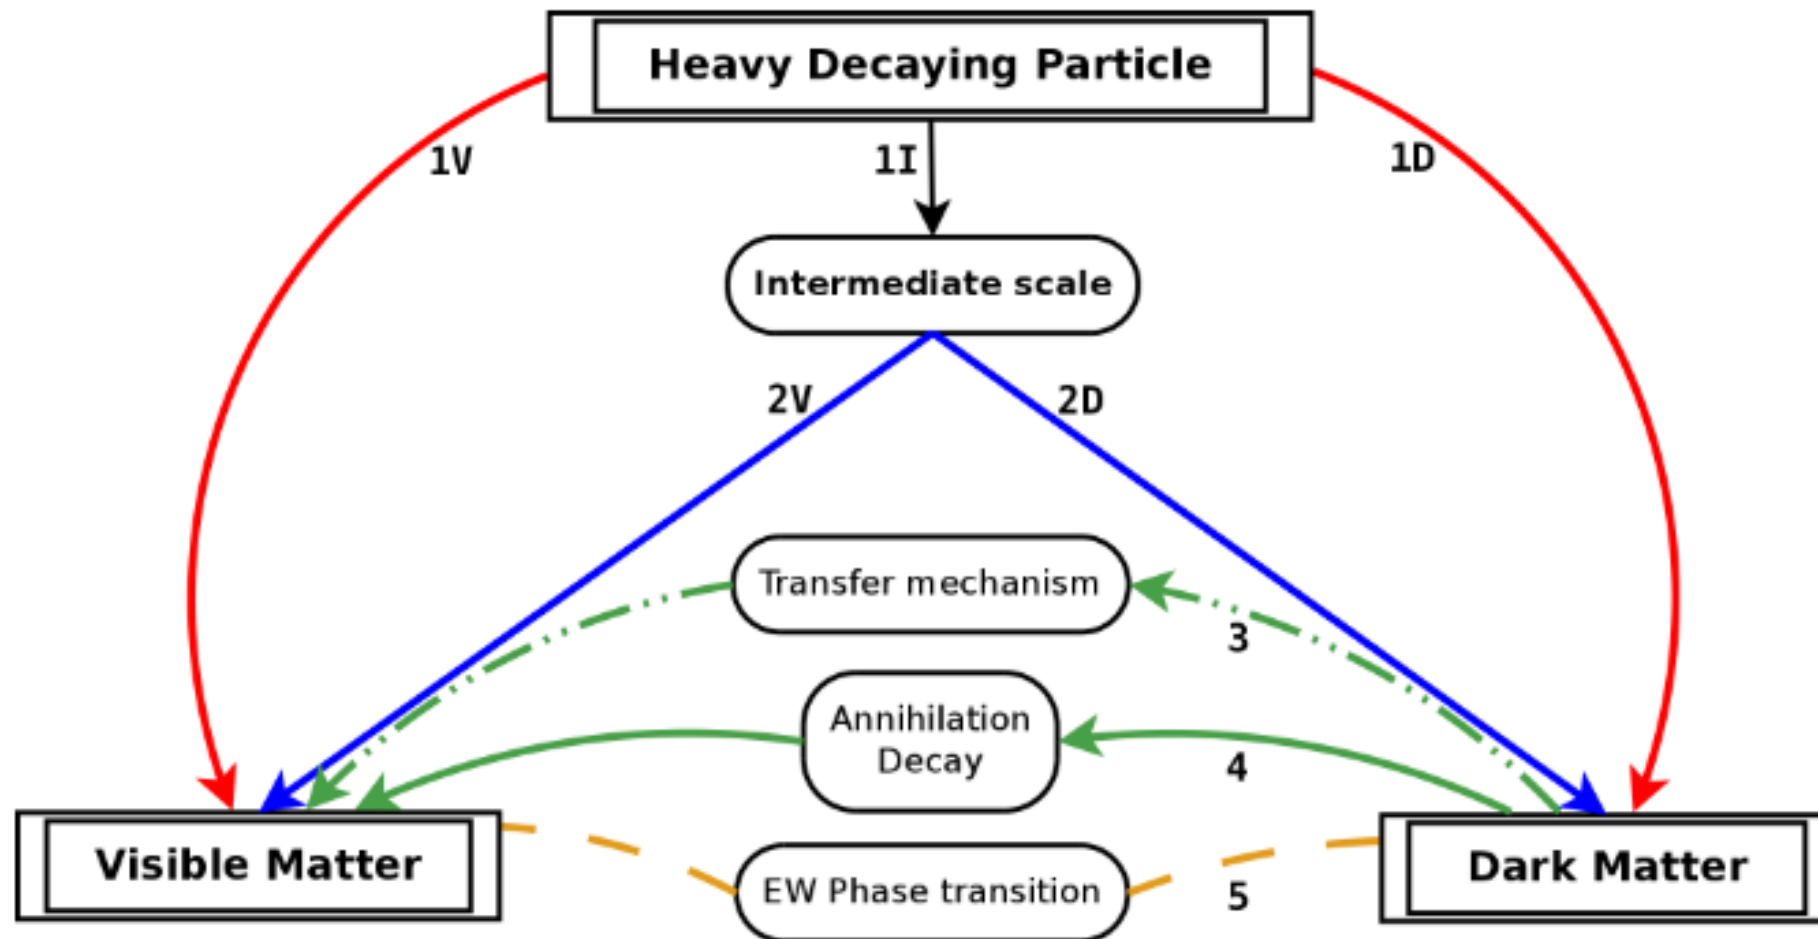 Heavy Decaying Particle
1V
1I
1D
Intermediate scale
2V
2D
Transfer mechanism
3
Annihilation
Decay
4
Visible Matter
EW Phase transition
5
Dark Matter